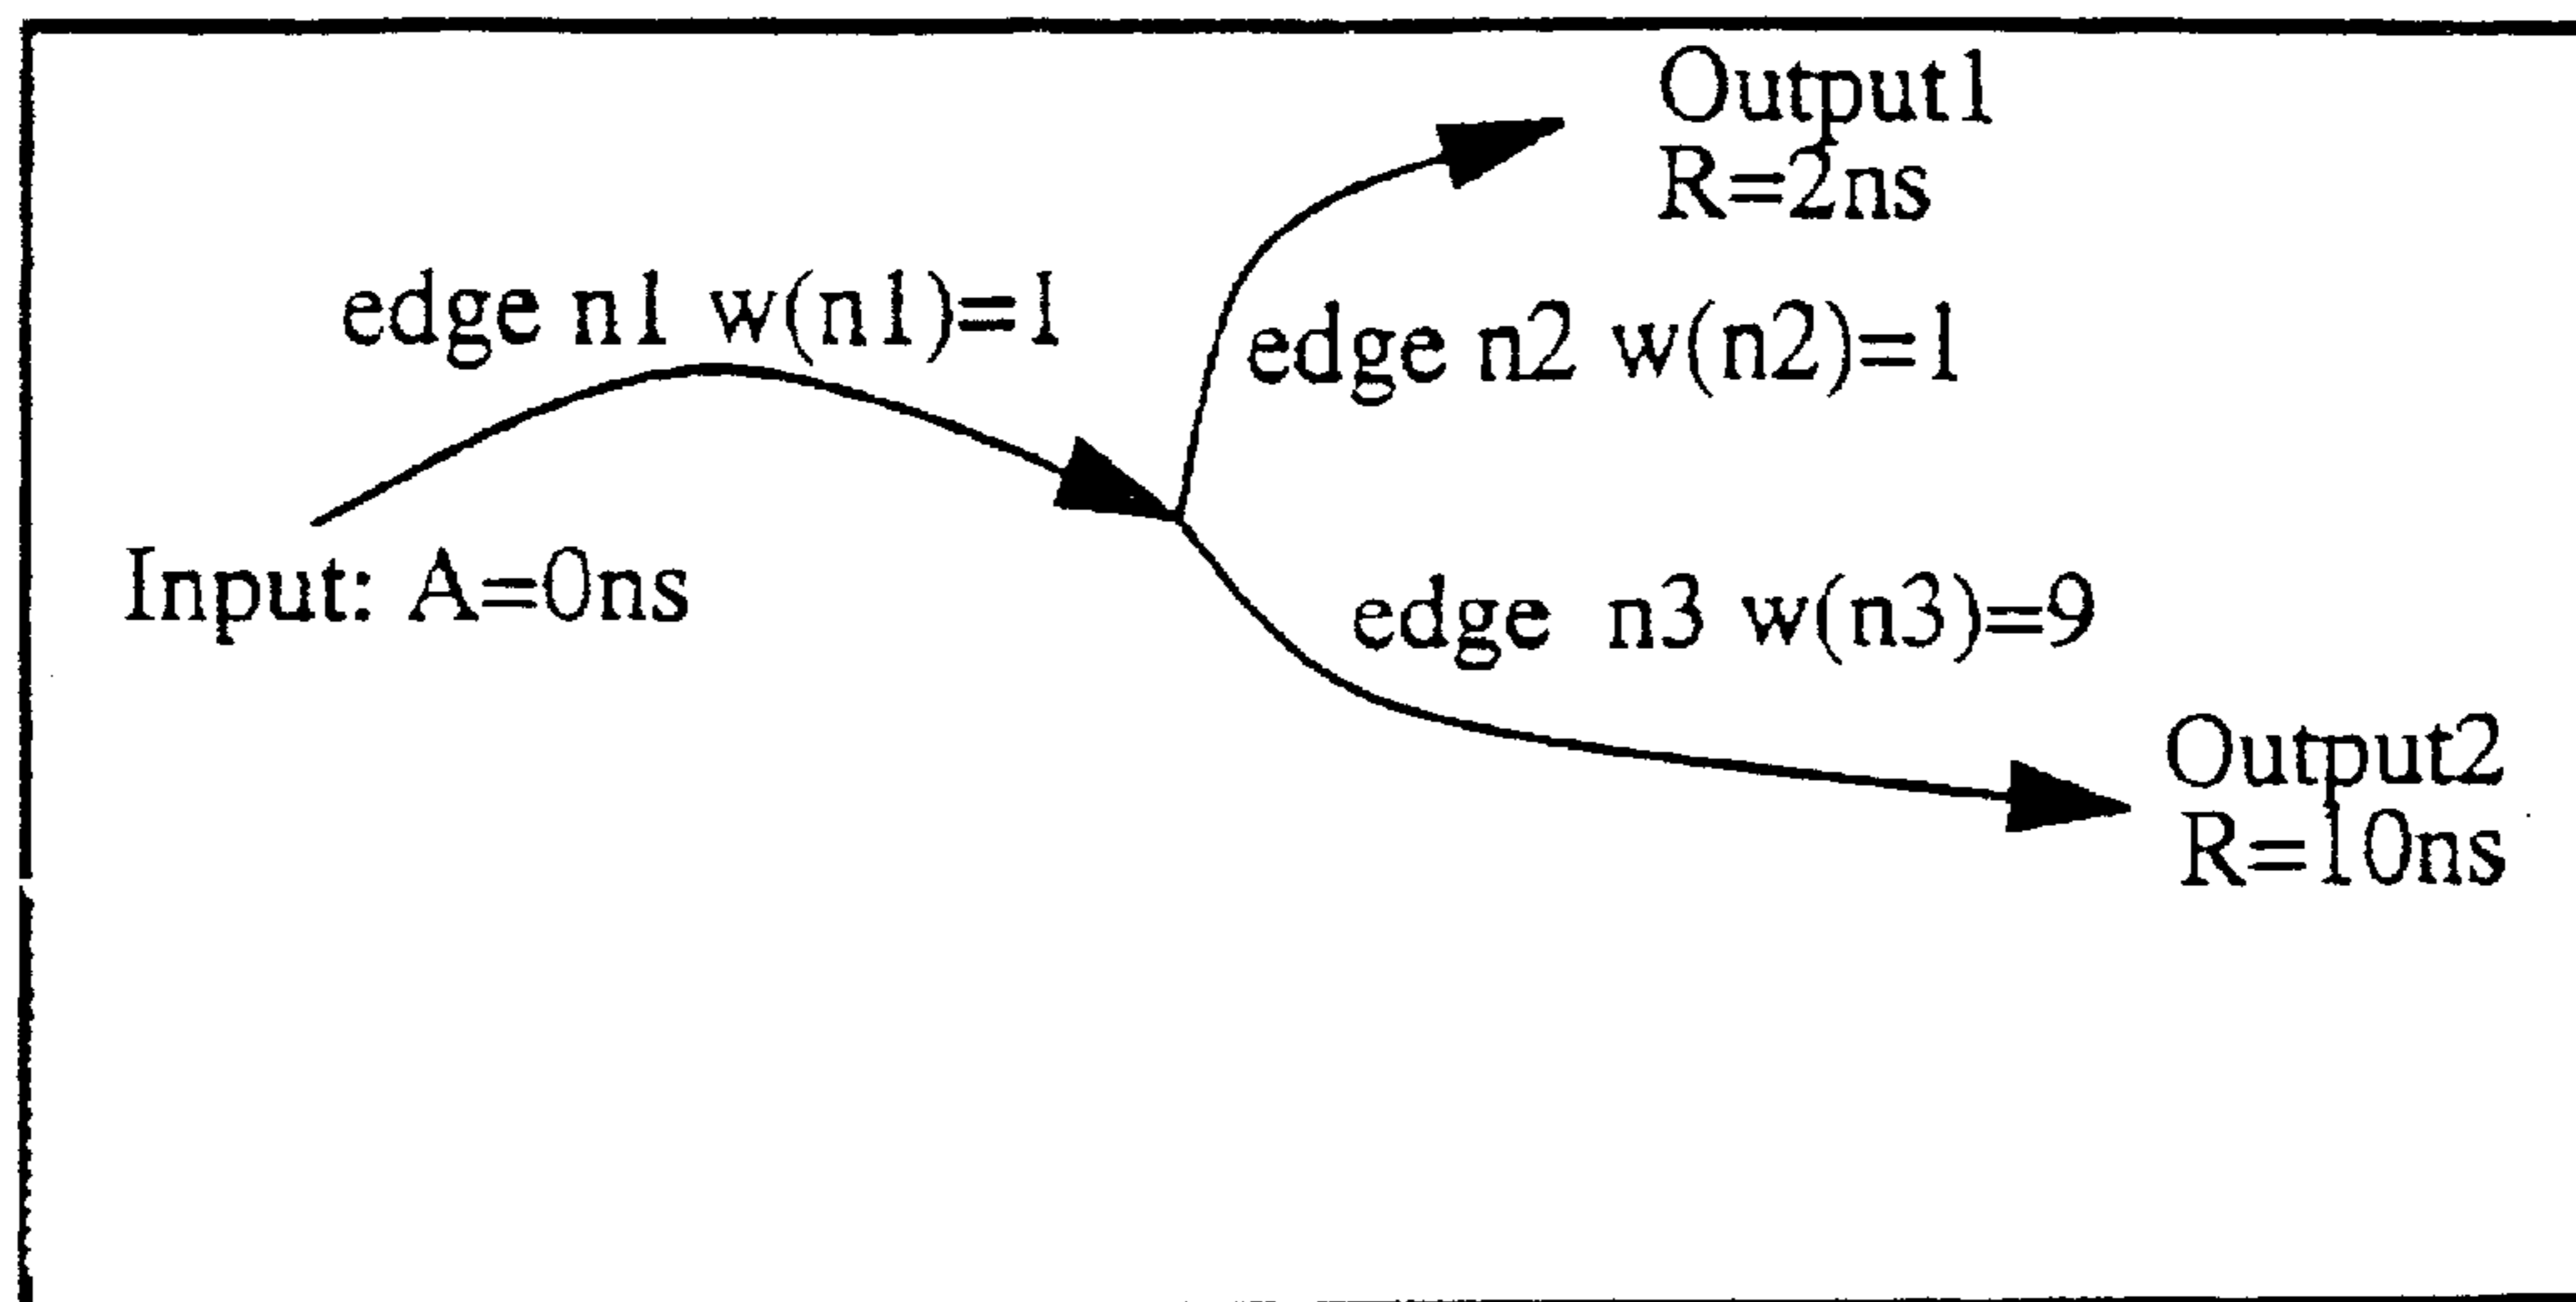 Output1
R=2ns
edge n1 w(n1)=1
edge n2 w(n2)=1
Input: A=0ns
edge n3 w(n3)=9
Output2
R=10ns